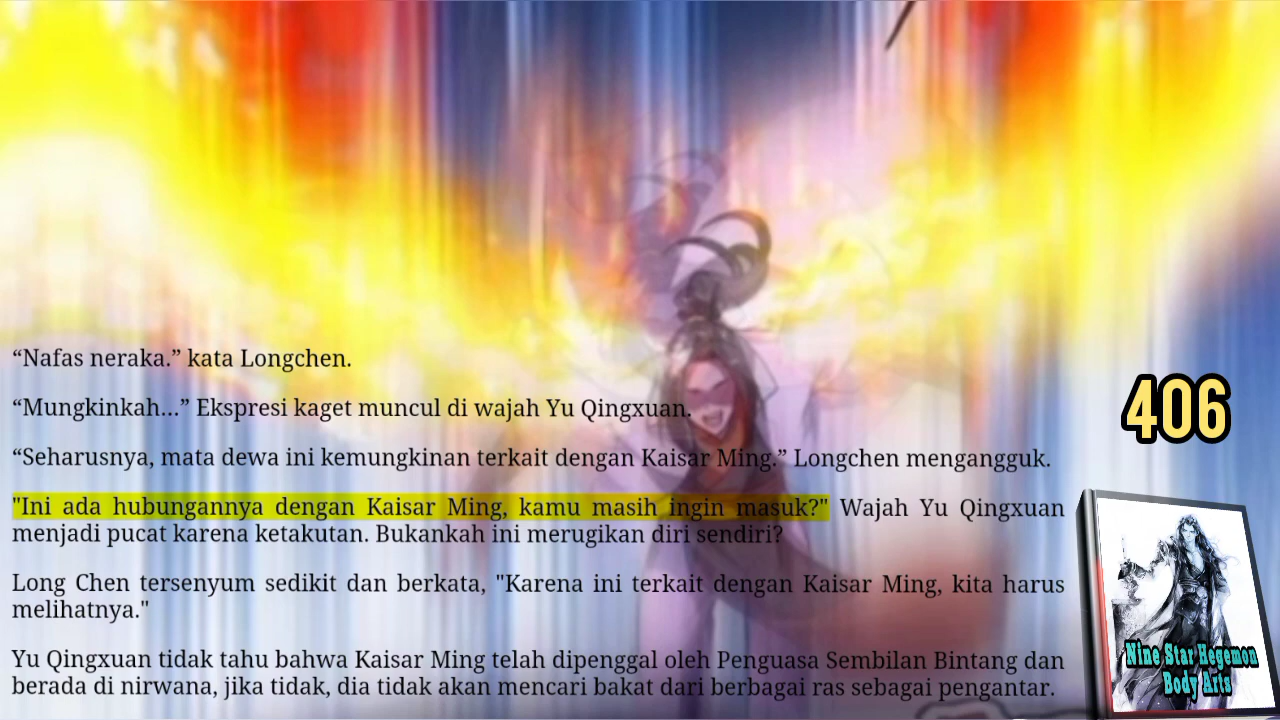 “Nafas neraka.” kata Longchen.
“Mungkinkah...” Ekspresi kaget muncul di wajah Yu Qingxuan.
“Seharusnya, mata dewa ini kemungkinan terkait dengan Kaisar Ming.” Longchen mengangguk.
"Ini ada hubungannya dengan Kaisar Ming, kamu masih ingin masuk?" Wajah Yu Qingxuan
menjadi pucat karena ketakutan. Bukankah ini merugikan diri sendiri?
Long Chen tersenyum sedikit dan berkata, "Karena ini terkait dengan Kaisar Ming, kita harus
melihatnya."
Yu Qingxuan tidak tahu bahwa Kaisar Ming telah dipenggal oleh Penguasa Sembilan Bintang dan
berada di nirwana, jika tidak, dia tidak akan mencari bakat dari berbagai ras sebagai pengantar.
406
Nine Star Hegemon
Body Arts